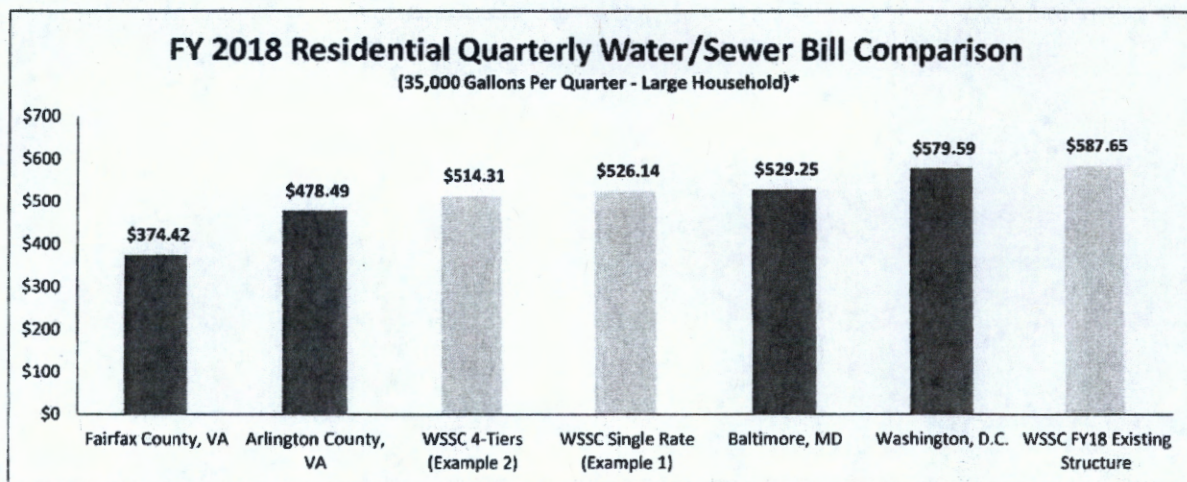 FY 2018 Residential Quarterly Water/Sewer Bill Comparison
(35,000 Gallons Per Quarter - Large Household)*
$700
$600
$500
$400
$300
$200
$100
$0
$374.42
$478.49
$514.31
$526.14
$529.25
$579.59
$587.65
Fairfax County, VA
Arlington County,
VA
WSSC 4-Tiers
(Example 2)
WSSC Single Rate
(Example 1)
Baltimore, MD
Washington, D.C.
WSSC FY18 Existing
Structure